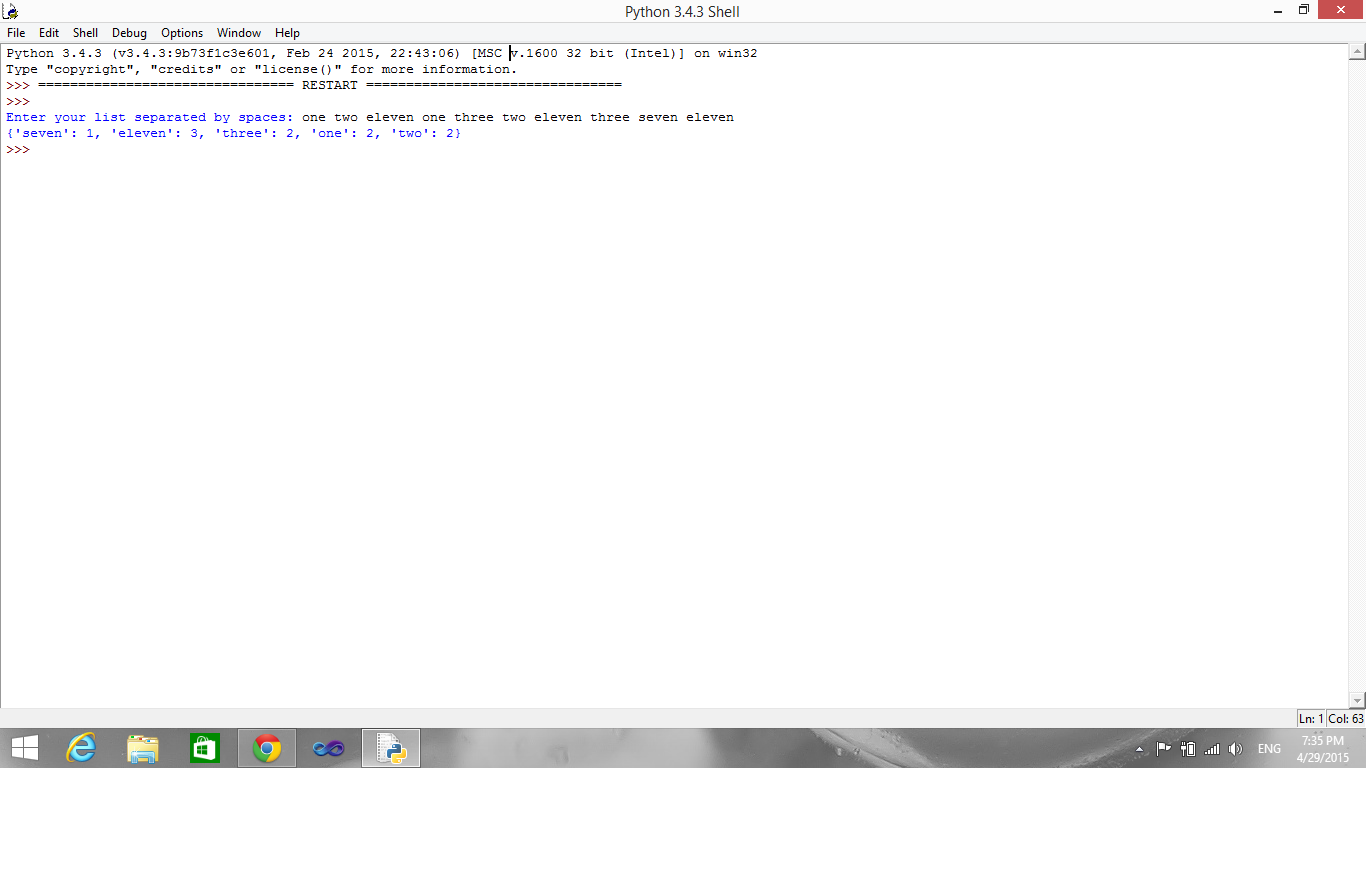 Python 3.4.3 Shell
File Edit Shell Debug Options Window Help
Python 3.4.3 (v3.4.3:9b73f1c3e601, Feb 24 2015, 22:43:06) [MSC v.1600 32 bit (Intel)] on win32
Type "copyright", "credits" or "license()" for more information.
>>> ================================ RESTART ================================
>>>
Enter your list separated by spaces: one two eleven one three two eleven three seven eleven
{'seven': 1, 'eleven': 3, 'three': 2, 'one': 2, 'two': 2}
>>>
Ln: 1 Col: 63
ENG
7:35 PM
4/29/2015